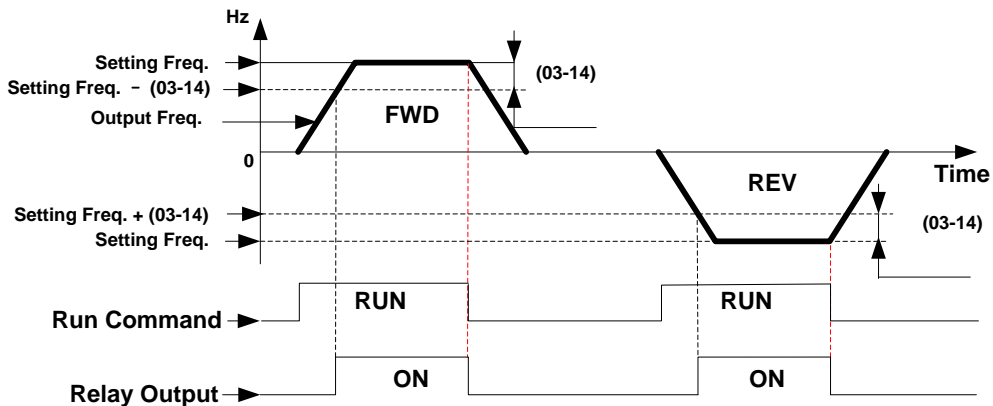 Hz
Setting Freq.
(03-14)
Setting Freq. - (03-14)
FWD
Output Freq.
0
Time
REV
Setting Freq. + (03-14)
(03-14)
Setting Freq.
RUN
RUN
Run Command
ON
ON
Relay Output